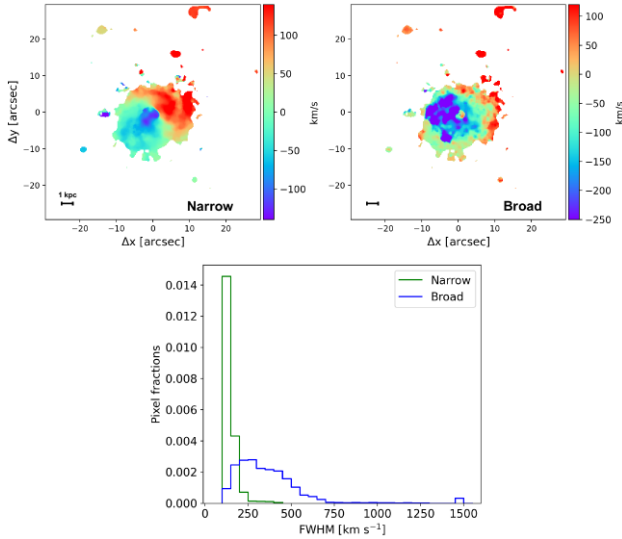 20
10
0
−10
−20
Δy [arcsec]
1 kpc
Narrow
−20 −10 0 10 20
Δx [arcsec]
100
50
0
−50
−100
km/s
20
10
0
−10
−20
Broad
−20 −10 0 10 20
Δx [arcsec]
100
50
0
−50
−100
−150
−200
−250
km/s
Narrow
Broad
0.014
0.012
0.010
0.008
0.006
0.004
0.002
0.000
Pixel fractions
0 250 500 750 1000 1250 1500
FWHM [km s⁻¹]